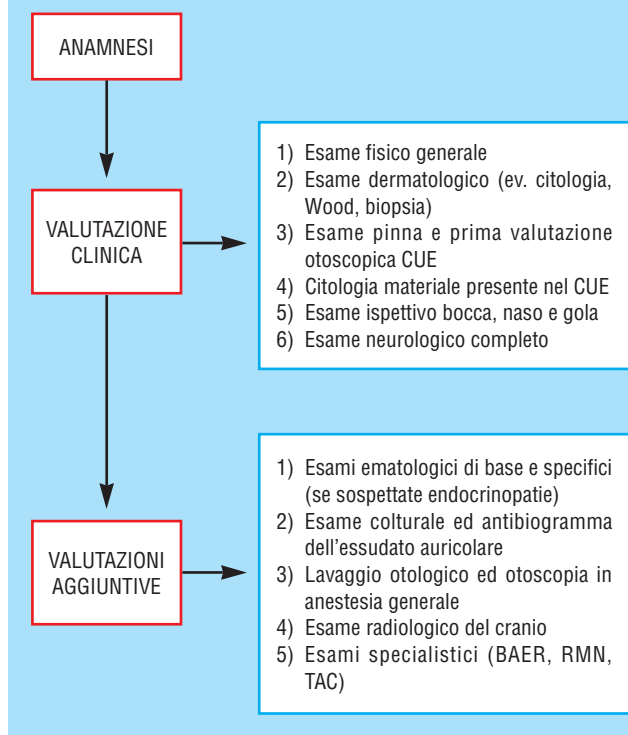 ANAMNESI
VALUTAZIONE
CLINICA
1) Esame fisico generale
2) Esame dermatologico (ev. citologia,
Wood, biopsia)
3) Esame pinna e prima valutazione
otoscopica CUE
4) Citologia materiale presente nel CUE
5) Esame ispettivo bocca, naso e gola
6) Esame neurologico completo
VALUTAZIONI
AGGIUNTIVE
1) Esami ematologici di base e specifici
(se sospettate endocrinopatie)
2) Esame colturale ed antibiogramma
dell'essudato auricolare
3) Lavaggio otologico ed otoscopia in
anestesia generale
4) Esame radiologico del cranio
5) Esami specialistici (BAER, RMN,
TAC)